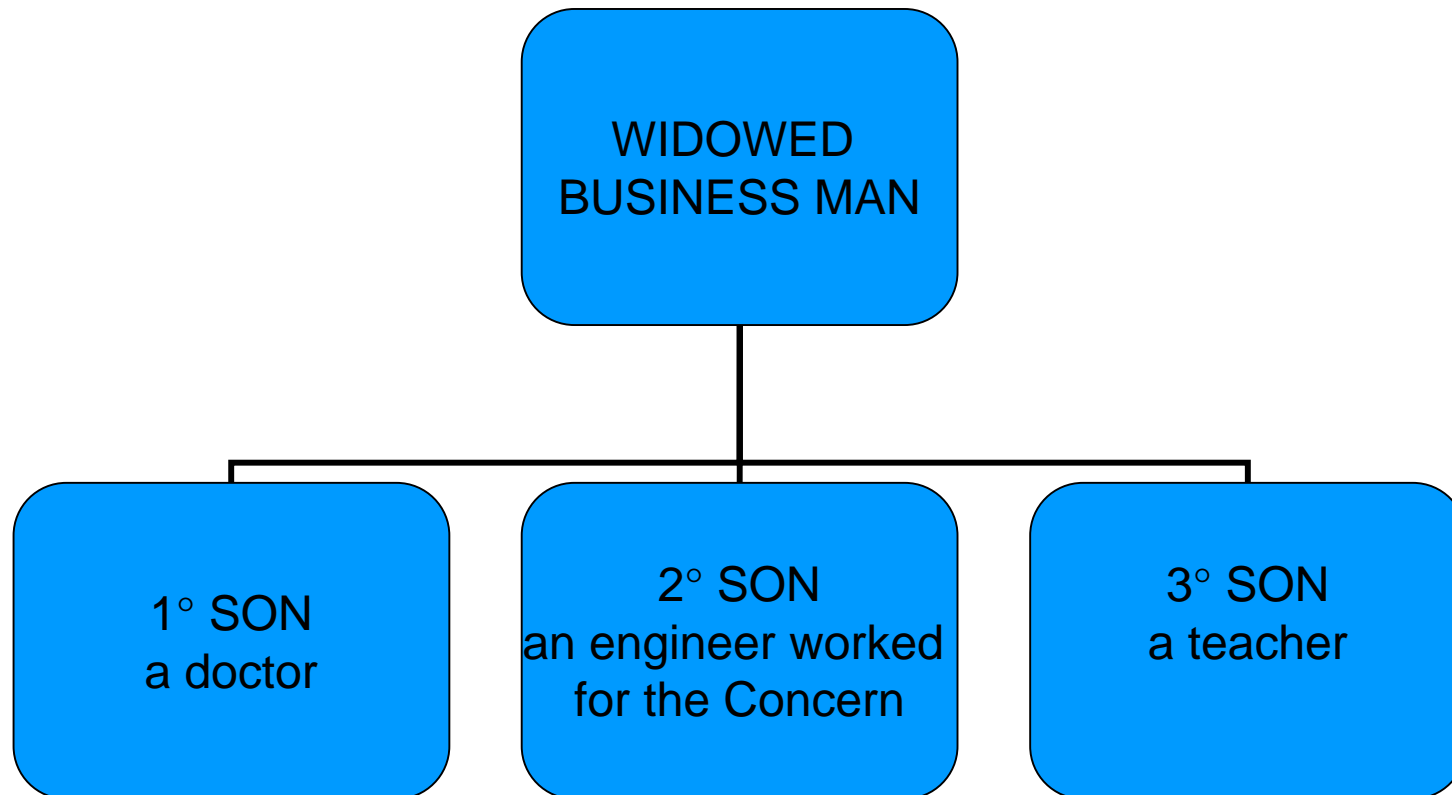 WIDOWED
BUSINESS MAN
1° SON
a doctor
2° SON
an engineer worked
for the Concern
3° SON
a teacher